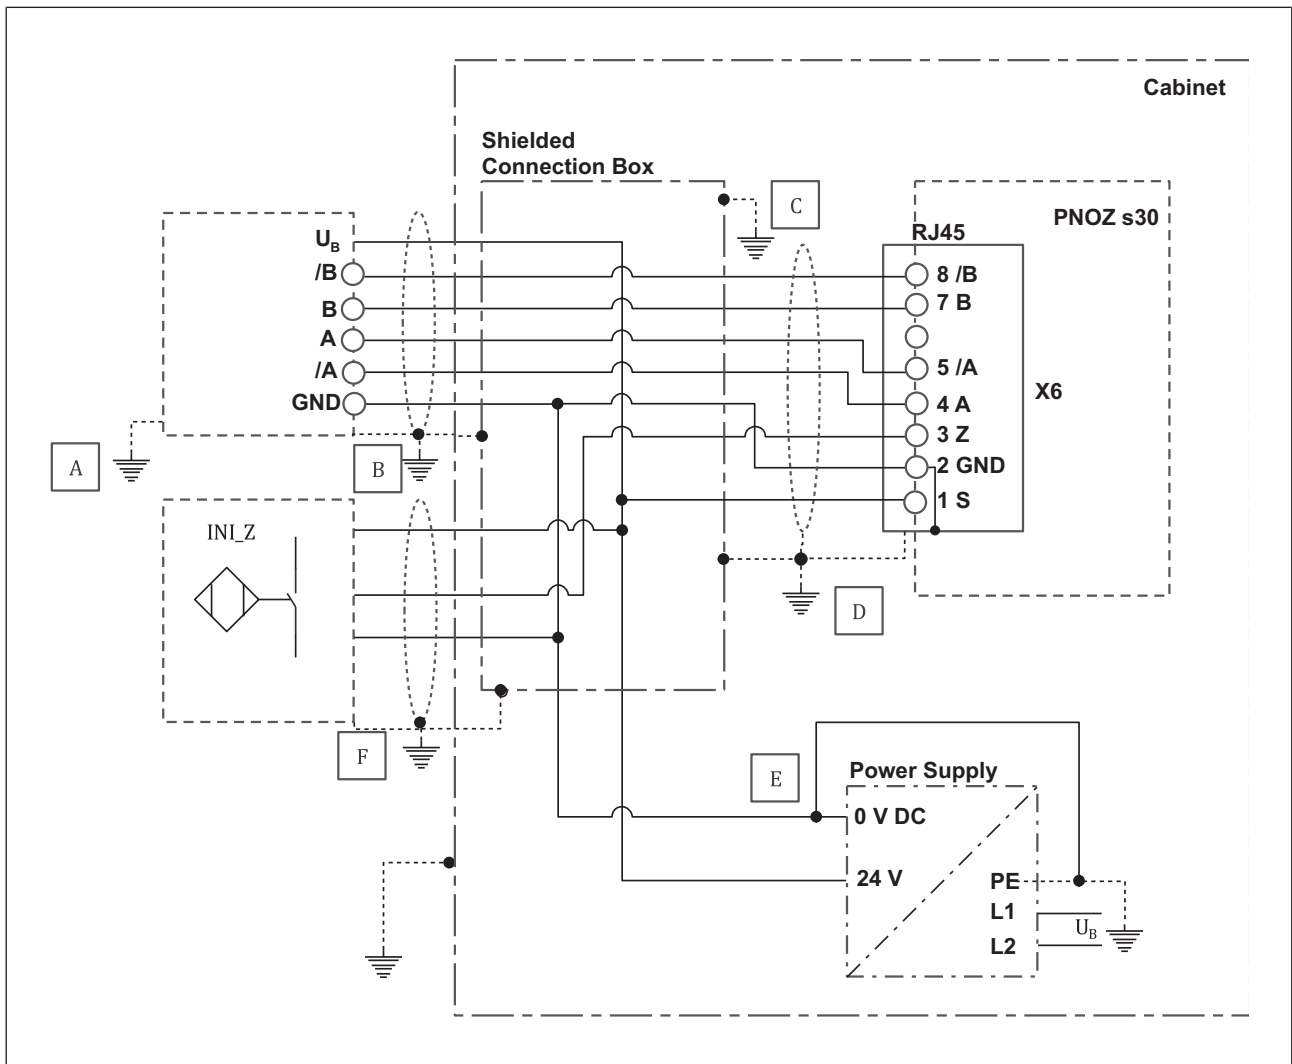 Cabinet
Shielded
Connection Box
C
PNOZ s30
RJ45
UB
/B
B
A
/A
GND
8 /B
7 B
5 /A
4 A
3 Z
2 GND
1 S
X6
A
B
INI_Z
D
F
E
Power Supply
0 V DC
24 V
PE
L1
UB
L2